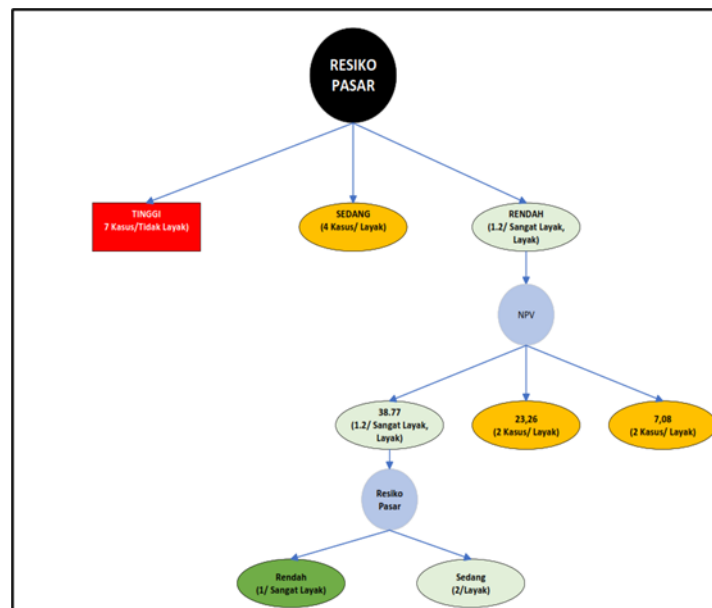 RESIKO
PASAR
TINGGI
7 Kasus/Tidak Layak)
SEDANG
(4 Kasus/ Layak)
RENDAH
(1.2/ Sangat Layak,
Layak)
NPV
38.77
(1.2/ Sangat Layak,
Layak)
23,26
(2 Kasus/ Layak)
7,08
(2 Kasus/ Layak)
Resiko
Pasar
Rendah
(1/ Sangat Layak)
Sedang
(2/Layak)